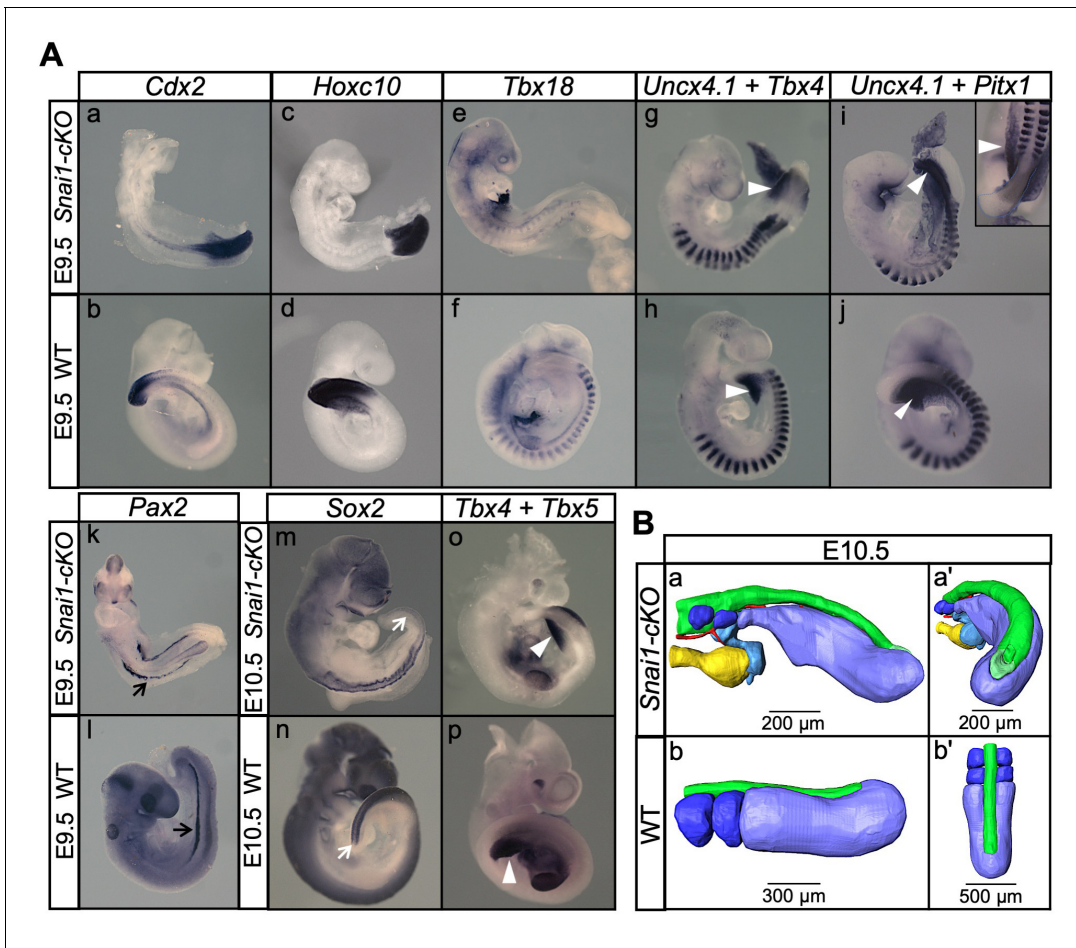 A
Cdx2 Hoxc10 Tbx18 Uncx4.1 + Tbx4 Uncx4.1 + Pitx1
E9.5 Snai1-cKO
a c e g i
E9.5 WT
b d f h j
Pax2 Sox2 Tbx4 + Tbx5
E9.5 Snai1-cKO
k
E10.5 Snai1-cKO
m o
E9.5 WT
l
E10.5 WT
n p
B
E10.5
Snai1-cKO
a a'
200 µm 200 µm
WT
b b'
300 µm 500 µm